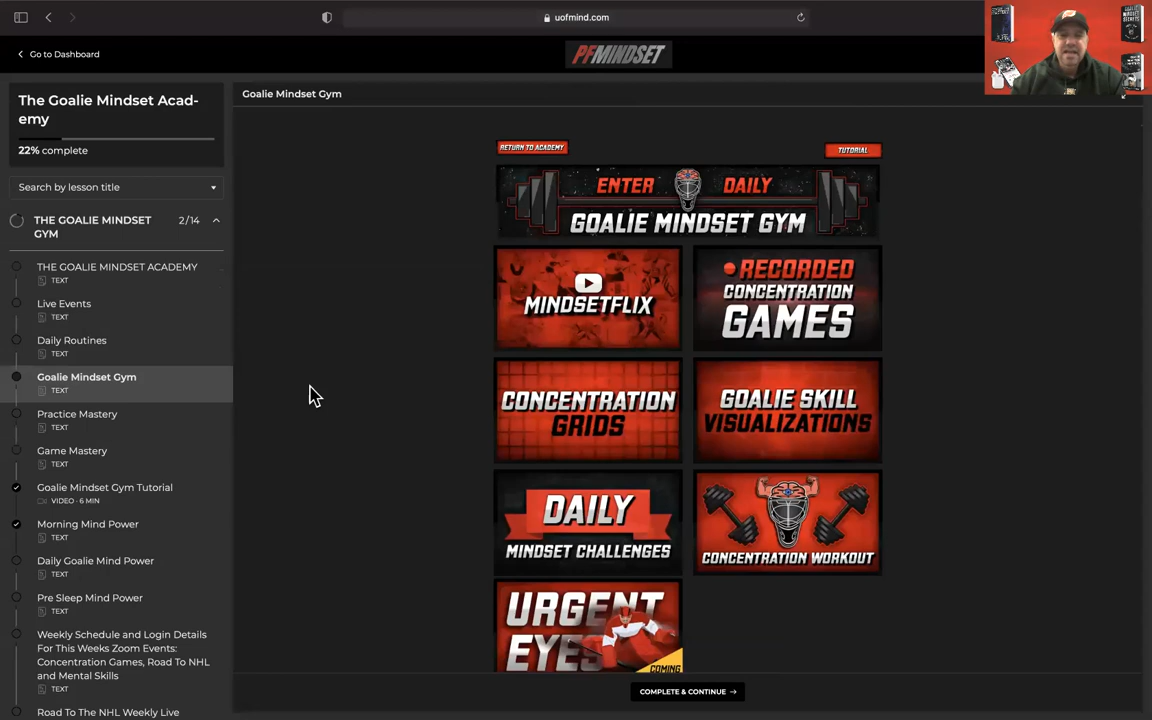 uofmind.com
Go to Dashboard
PFMINDSET
The Goalie Mindset Acad-
emy
22% complete
Search by lesson title
THE GOALIE MINDSET
GYM
2/14
THE GOALIE MINDSET ACADEMY
TEXT
Live Events
TEXT
Daily Routines
TEXT
Goalie Mindset Gym
TEXT
Practice Mastery
TEXT
Game Mastery
TEXT
Goalie Mindset Gym Tutorial
VIDEO · 6 MIN
Morning Mind Power
TEXT
Daily Goalie Mind Power
TEXT
Pre Sleep Mind Power
TEXT
Weekly Schedule and Login Details
For This Weeks Zoom Events:
Concentration Games, Road To NHL
and Mental Skills
TEXT
Road To The NHL Weekly Live
Goalie Mindset Gym
RETURN TO ACADEMY
TUTORIAL
ENTER DAILY
GOALIE MINDSET GYM
MINDSETFLIX
RECORDED
CONCENTRATION
GAMES
CONCENTRATION
GRIDS
GOALIE SKILL
VISUALIZATIONS
DAILY
MINDSET CHALLENGES
CONCENTRATION WORKOUT
URGENT
EYES
COMING
COMPLETE & CONTINUE →